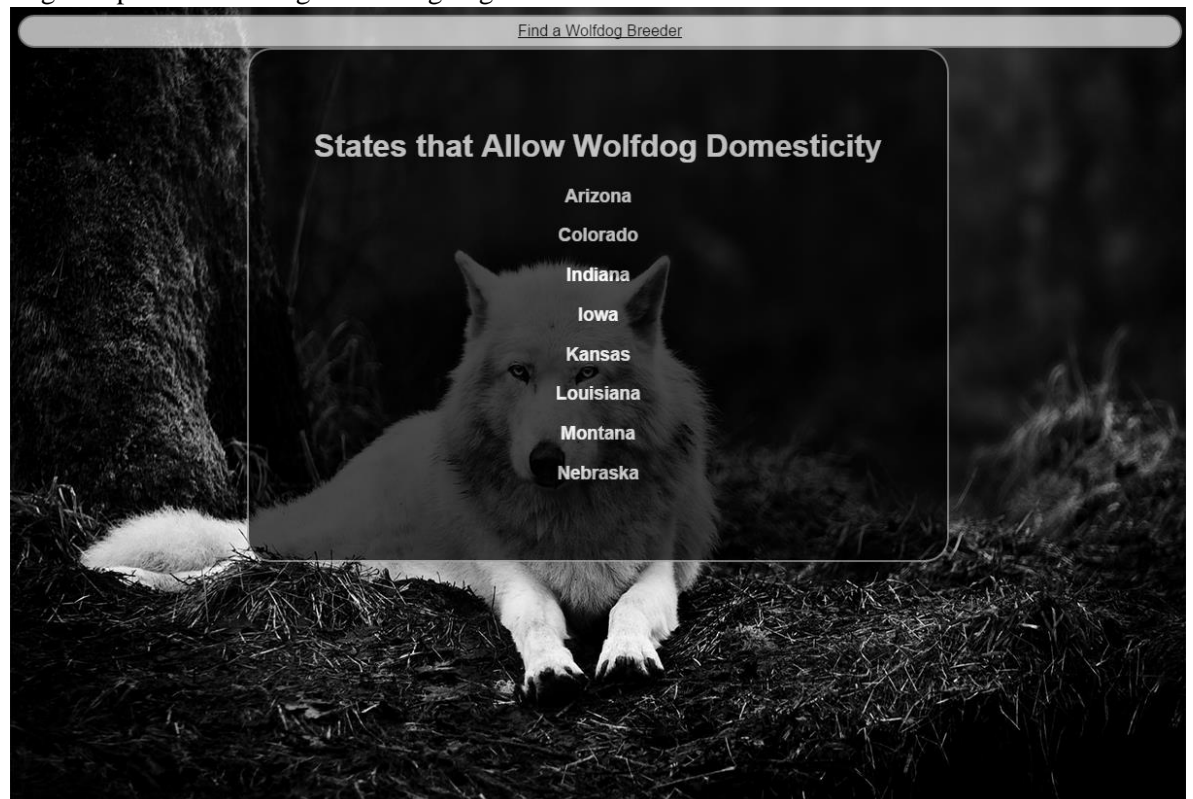 Find a Wolfdog Breeder
States that Allow Wolfdog Domesticity
Arizona
Colorado
Indiana
Iowa
Kansas
Louisiana
Montana
Nebraska